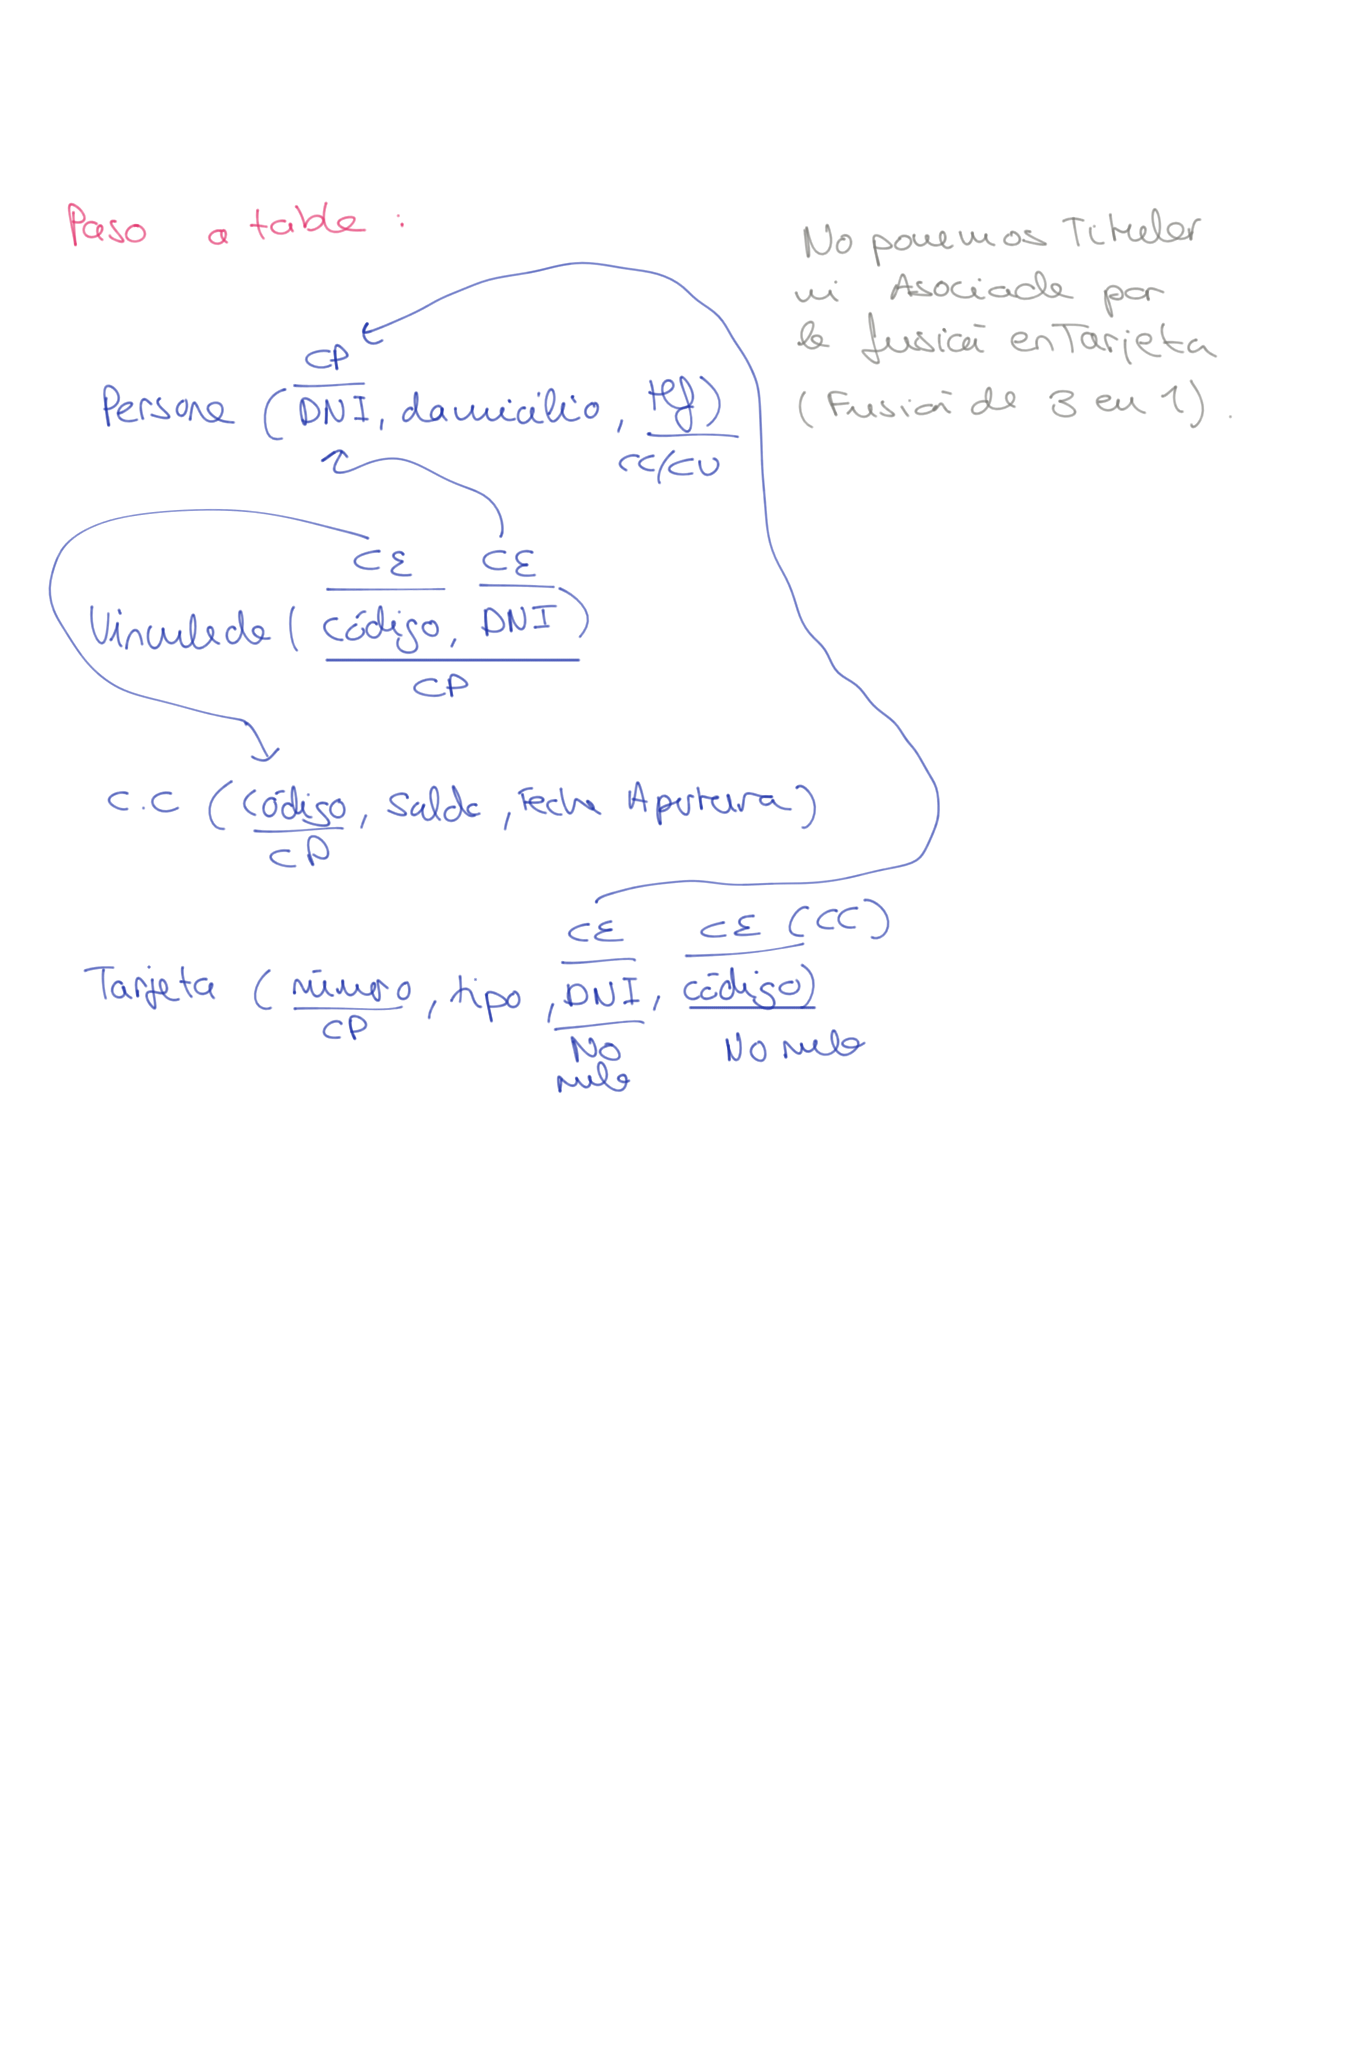 Paso a tabla :
No ponemos Titular
ni Asociada por
la fusión en Tarjeta
(Fusión de 3 en 1).
CP
Persona (DNI, domicilio, tlf)
CC/CU
CE CE
Vinculada (código, DNI)
CP
C.C (código, Saldo, Fecha Apertura)
CP
CE CE (CC)
Tarjeta (número, tipo, DNI, código)
CP No nulo No nulo